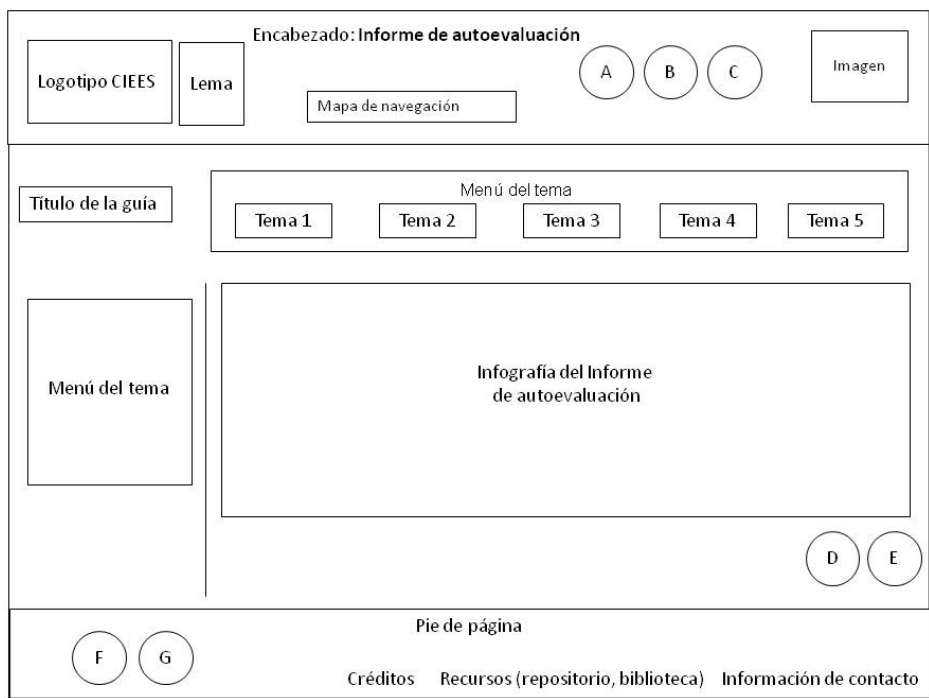 Encabezado: Informe de autoevaluación
Logotipo CIEES
Lema
Mapa de navegación
A
B
C
Imagen
Título de la guía
Menú del tema
Tema 1
Tema 2
Tema 3
Tema 4
Tema 5
Menú del tema
Infografía del Informe
de autoevaluación
D
E
Pie de página
F
G
Créditos
Recursos (repositorio, biblioteca)
Información de contacto